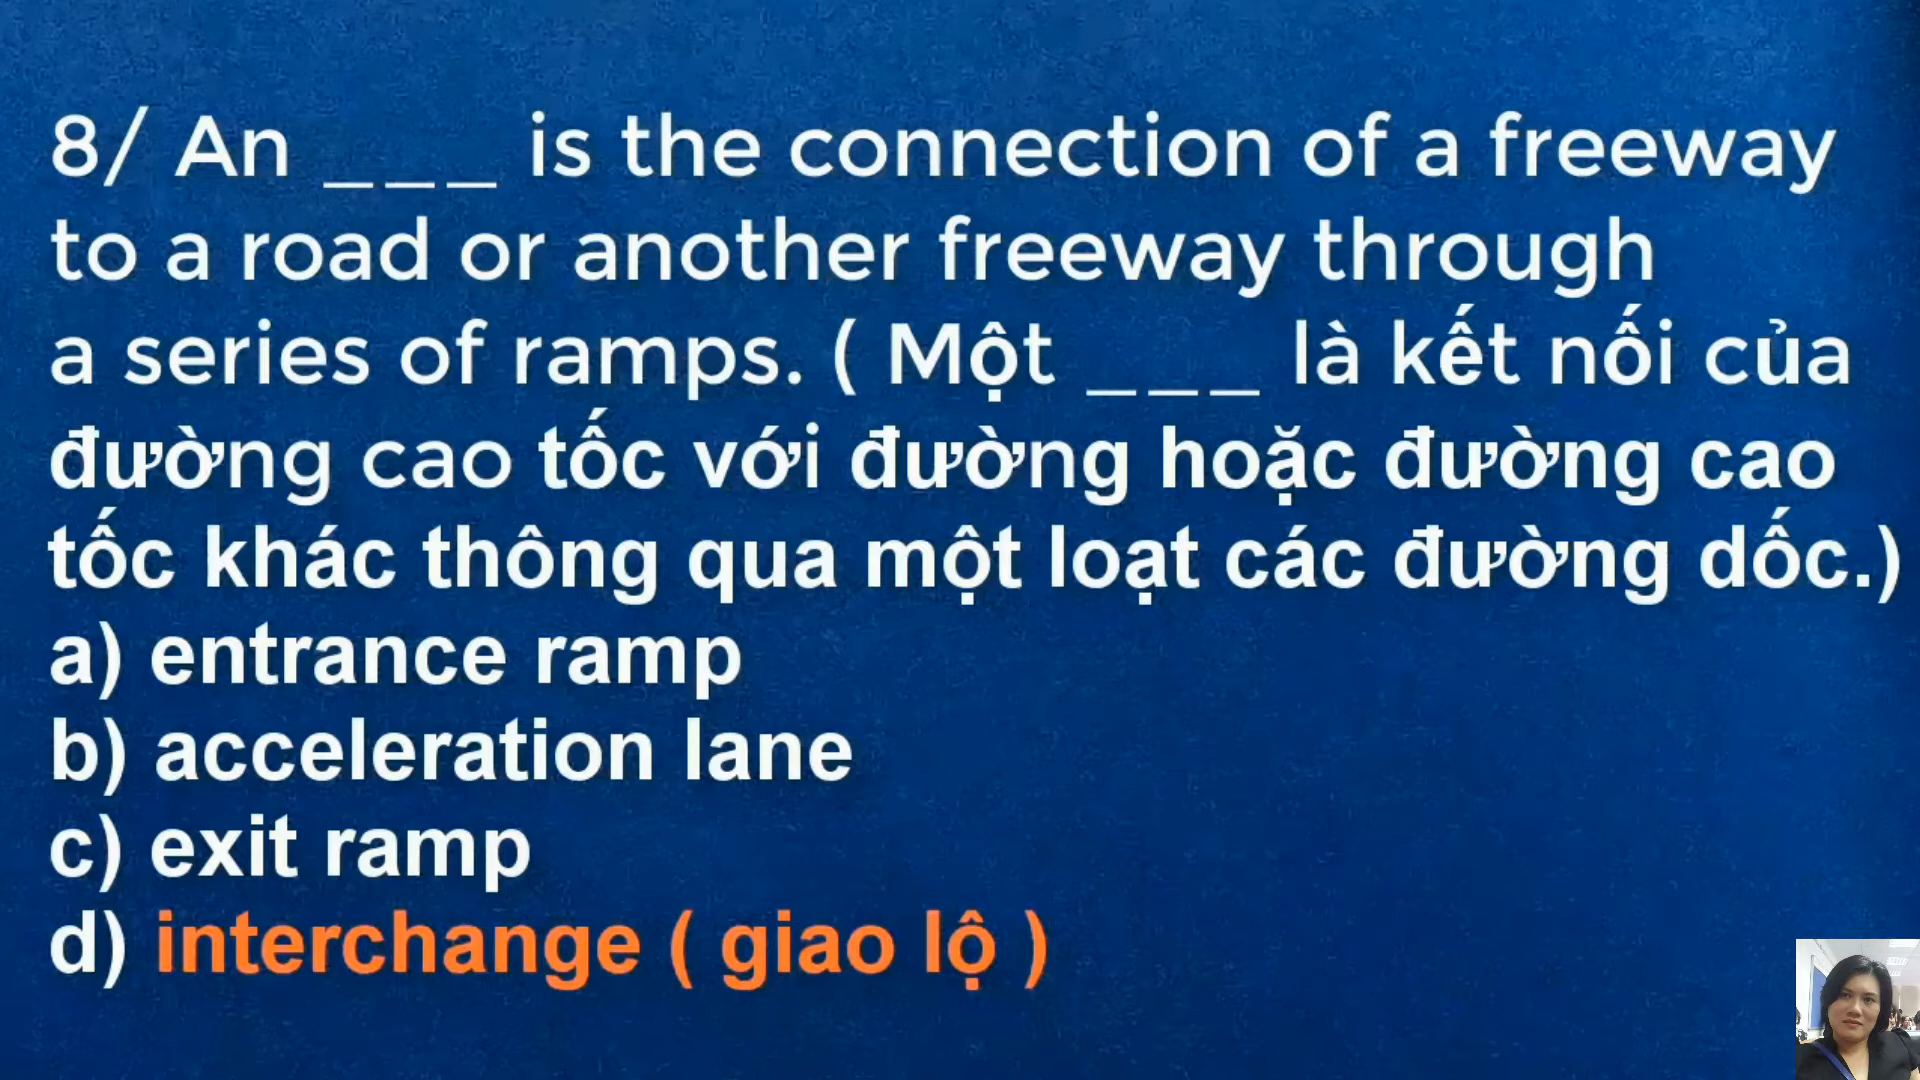 8/ An ___ is the connection of a freeway
to a road or another freeway through
a series of ramps. ( Một ___ là kết nối của
đường cao tốc với đường hoặc đường cao
tốc khác thông qua một loạt các đường dốc.)
a) entrance ramp
b) acceleration lane
c) exit ramp
d) interchange ( giao lộ )